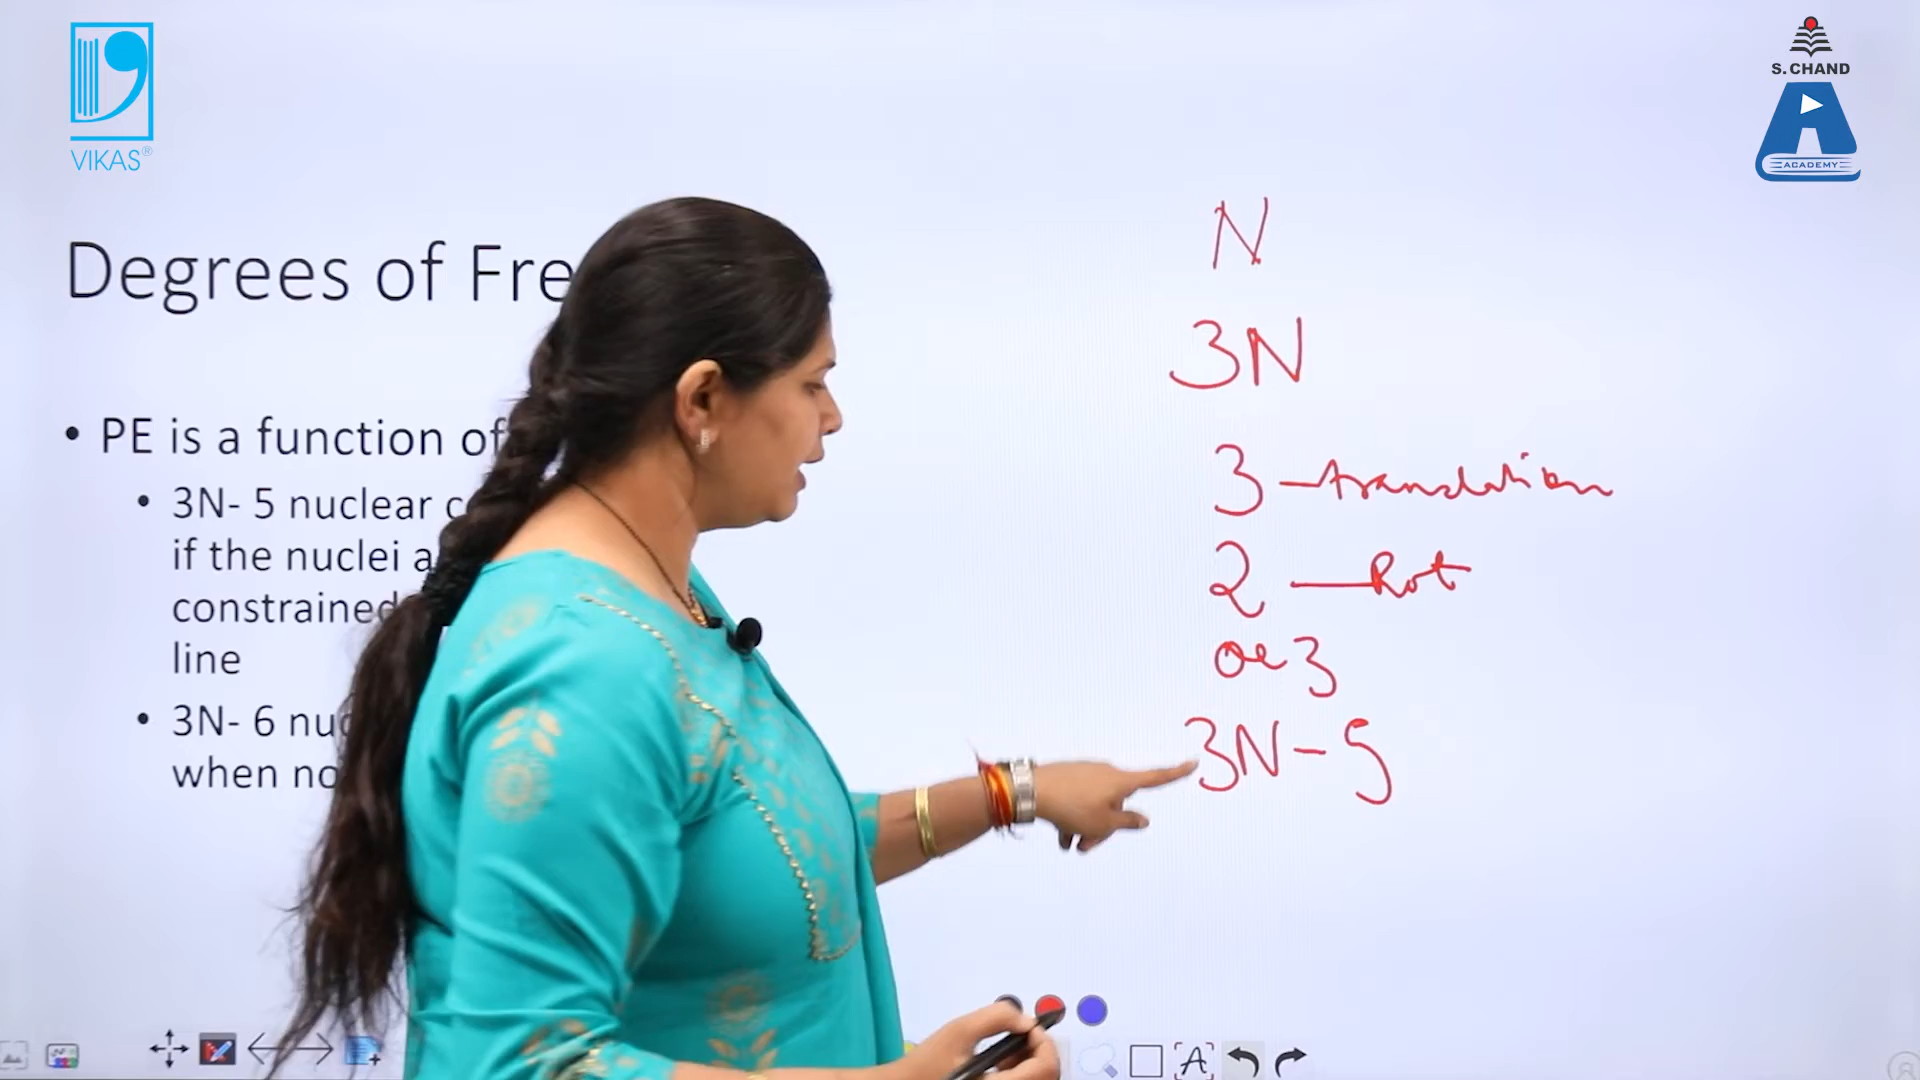 VIKAS®
S. CHAND
ACADEMY
Degrees of Fre
• PE is a function of
• 3N- 5 nuclear c
if the nuclei a
constrained
line
• 3N- 6 nuc
when no
N
3N
3 - translation
2 - Rot
or 3
3N - 5